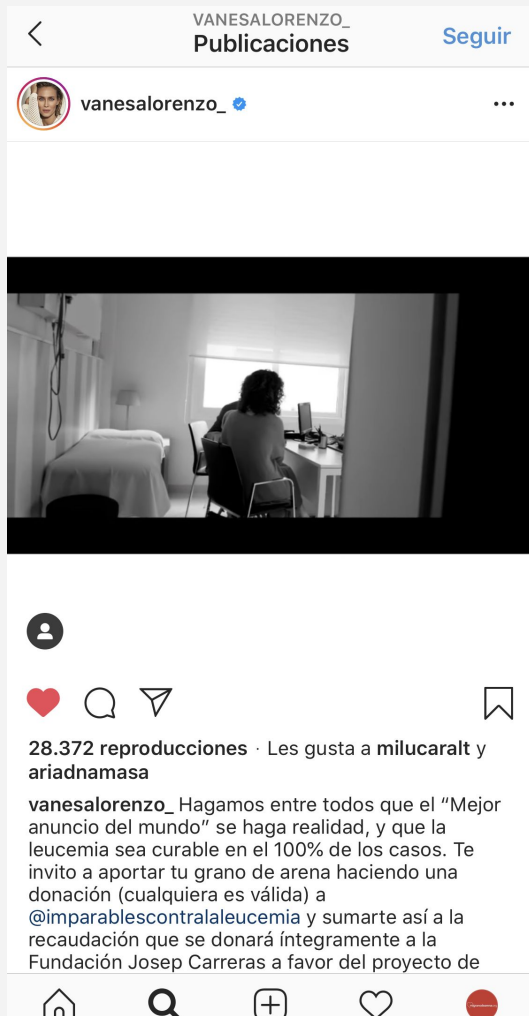 VANESALORENZO_
Publicaciones
Seguir
vanesalorenzo_
28.372 reproducciones · Les gusta a milucaralt y
ariadnamasa
vanesalorenzo_ Hagamos entre todos que el “Mejor
anuncio del mundo” se haga realidad, y que la
leucemia sea curable en el 100% de los casos. Te
invito a aportar tu grano de arena haciendo una
donación (cualquiera es válida) a
@imparablescontralaleucemia y sumarte así a la
recaudación que se donará íntegramente a la
Fundación Josep Carreras a favor del proyecto de